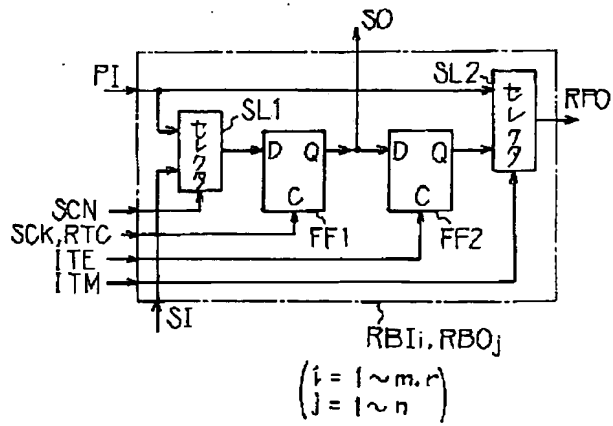 SO
PI
SL1
SL2
セレクタ
セレクタ
RPO
D Q
C
FF1
D Q
C
FF2
SCN
SCK,RTC
ITE
ITM
SI
RBIi,RBOj
(i=1~m,r
j=1~n)